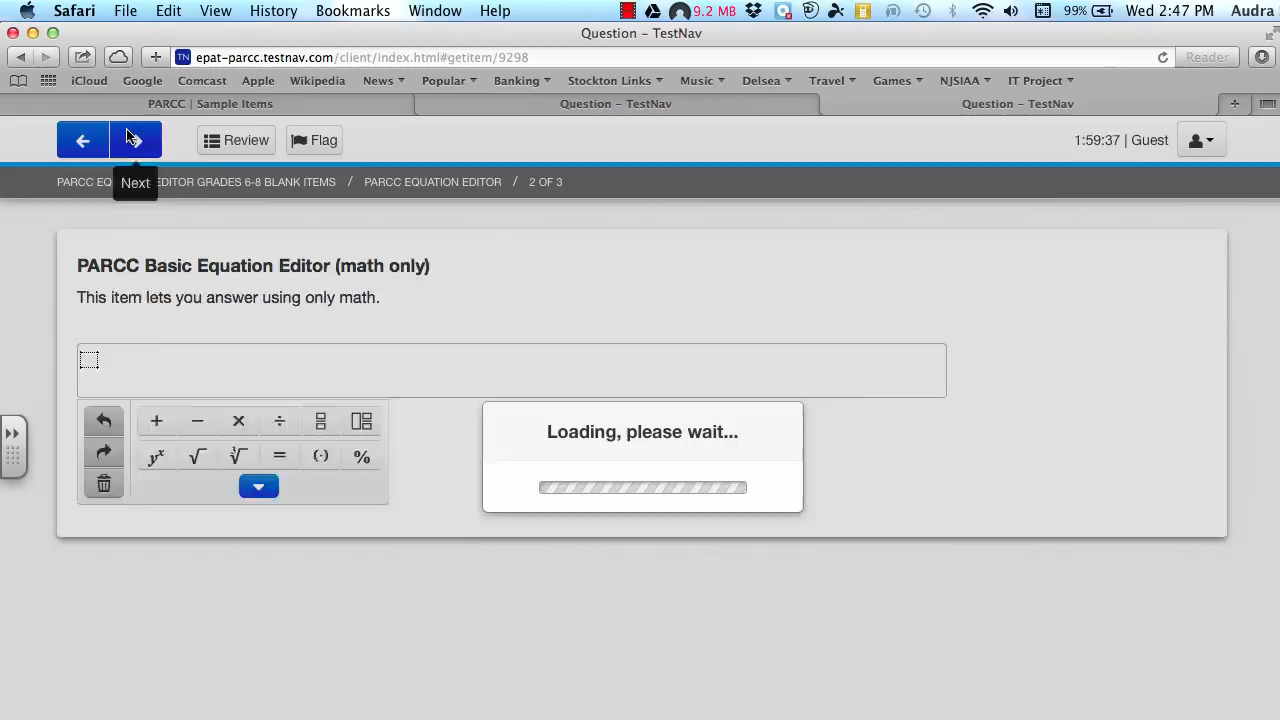 Safari File Edit View History Bookmarks Window Help 9.2 MB 99% Wed 2:47 PM Audra
Question – TestNav
TN epat-parcc.testnav.com/client/index.html#getitem/9298 Reader
iCloud Google Comcast Apple Wikipedia News Popular Banking Stockton Links Music Delsea Travel Games NJSIAA IT Project
PARCC | Sample Items Question – TestNav Question – TestNav
Review Flag 1:59:37 | Guest
Next
PARCC EQ EDITOR GRADES 6-8 BLANK ITEMS / PARCC EQUATION EDITOR / 2 OF 3
PARCC Basic Equation Editor (math only)
This item lets you answer using only math.
+ − × ÷
Loading, please wait...
yˣ √ ∛ = (·) %